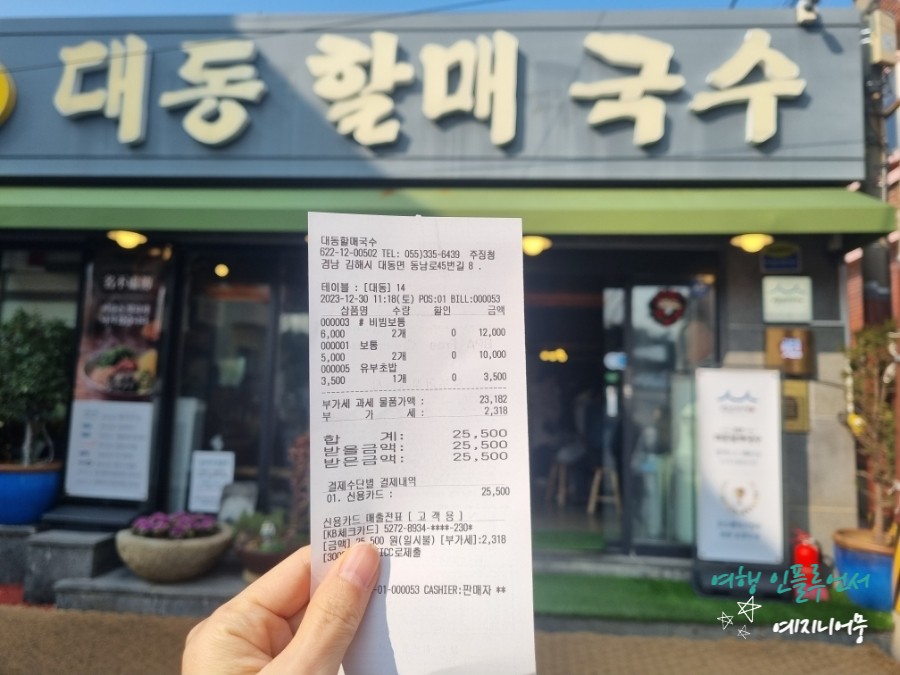 대동할매국수
대동할매국수
622-12-00502 TEL: 055)335-6439 주징청
경남 김해시 대동면 동남로45번길 8 .
테이블 : [대동] 14
2023-12-30 11:18(토) POS:01 BILL:000053
상품명 수량 할인 금액
000003 # 비빔보통
6,000 2개 0 12,000
000001 보통
5,000 2개 0 10,000
000005 유부초밥
3,500 1개 0 3,500
부가세 과세 물품가액 : 23,182
부 가 세 : 2,318
합 계: 25,500
받을금액: 25,500
받은금액: 25,500
결제수단별 결제내역
01. 신용카드 : 25,500
신용카드 매출전표 [ 고 객 용 ]
[KB체크카드] 5272-8934-****-230*
[금액] 25,500 원(일시불) [부가세]:2,318
-01-000053 CASHIER:판매자 **
여행 인플루언서
예지니어뭉